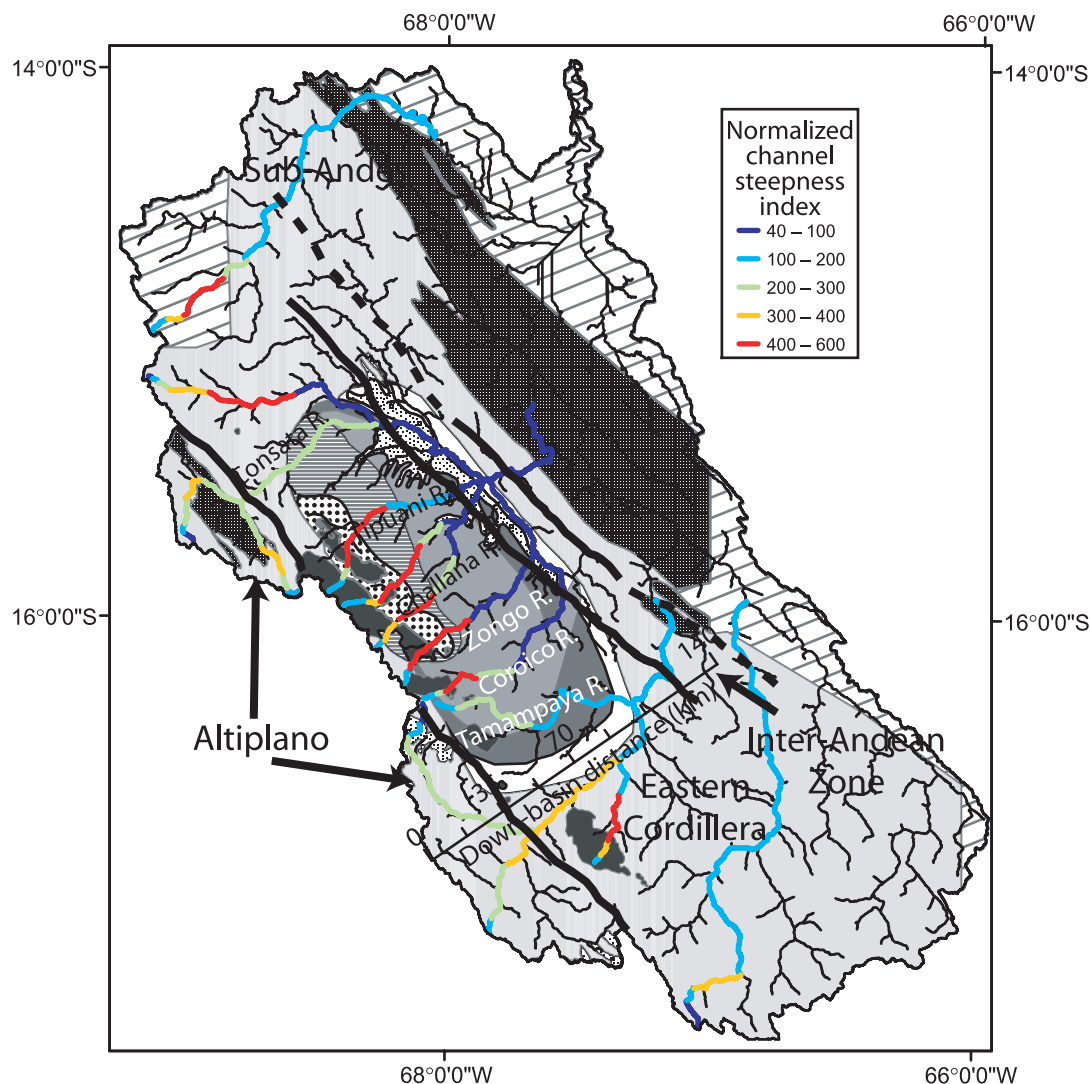 68°0'0"W
66°0'0"W
14°0'0"S
14°0'0"S
Normalized
channel
steepness
index
40 – 100
100 – 200
200 – 300
300 – 400
400 – 600
Sub-Ande
Consata R.
Tipuani R.
Challana R.
16°0'0"S
16°0'0"S
Zongo R.
Coroico R.
Tamampaya R.
Altiplano
Inter-Andean
Zone
Eastern
Cordillera
Down-basin distance (km)
0
70
68°0'0"W
66°0'0"W